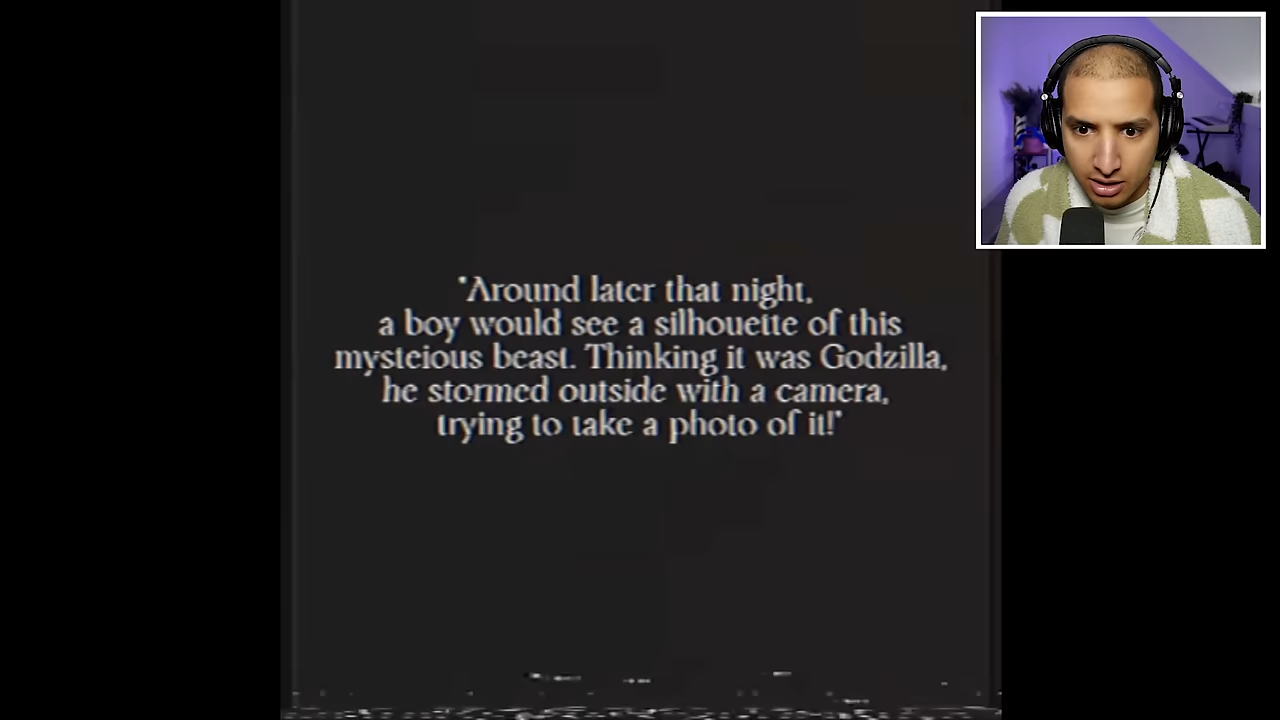 "Around later that night,
a boy would see a silhouette of this
mysteious beast. Thinking it was Godzilla,
he stormed outside with a camera,
trying to take a photo of it!"